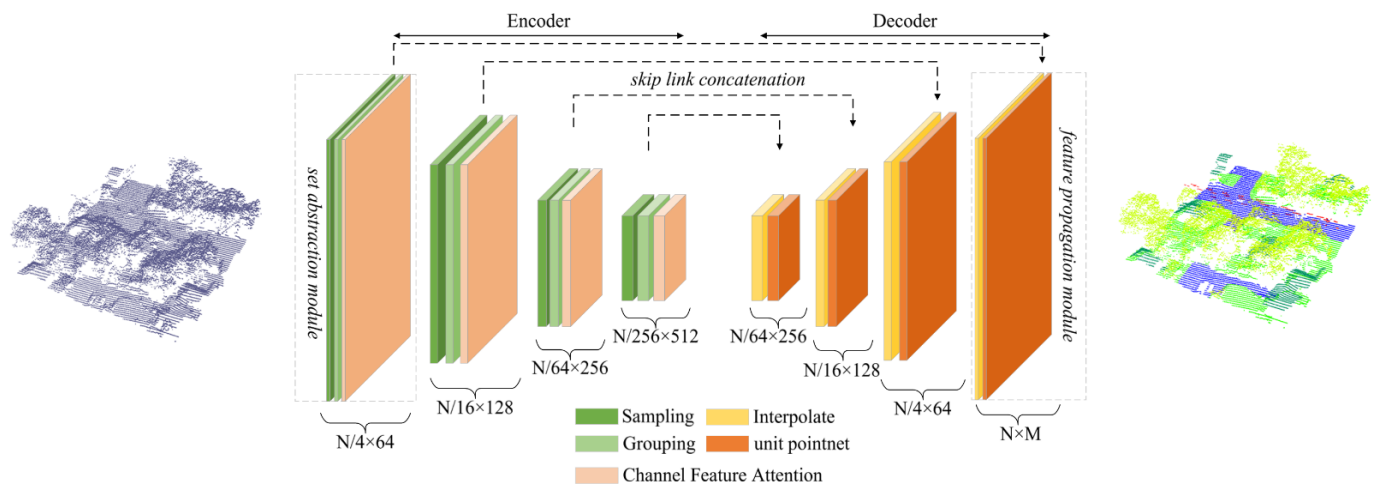 Encoder
Decoder
skip link concatenation
set abstraction module
feature propagation module
N/4×64
N/16×128
N/64×256
N/256×512
N/64×256
N/16×128
N/4×64
N×M
Sampling
Interpolate
Grouping
unit pointnet
Channel Feature Attention